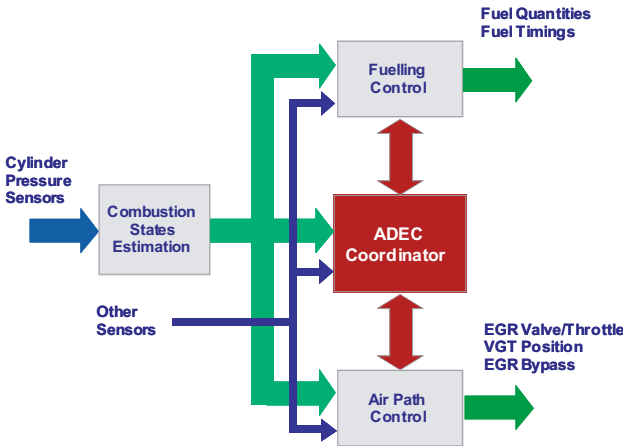 Fuel Quantities
Fuel Timings
Fuelling
Control
Cylinder
Pressure
Sensors
Combustion
States
Estimation
ADEC
Coordinator
Other
Sensors
EGR Valve/Throttle
VGT Position
EGR Bypass
Air Path
Control